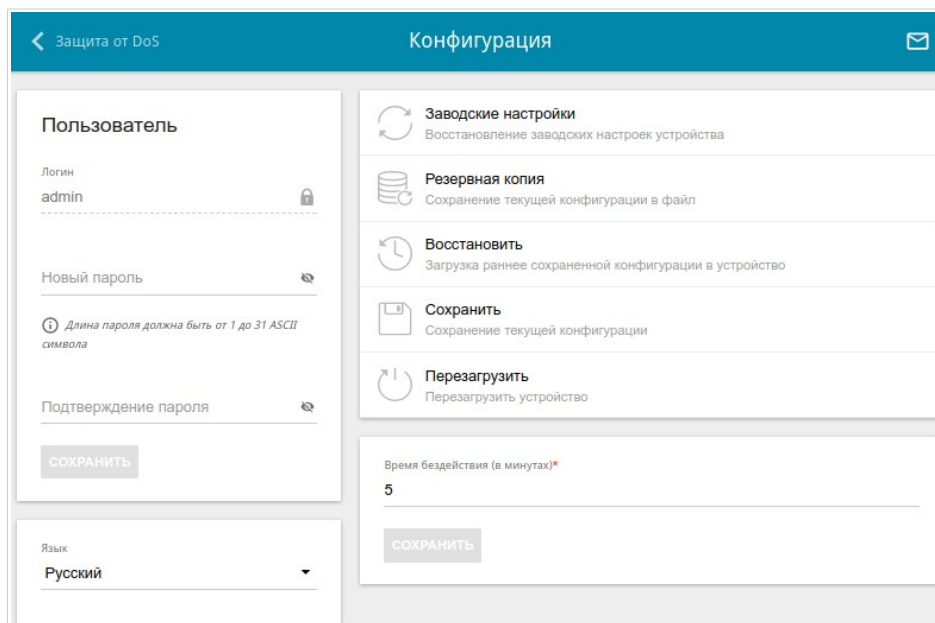 Защита от DoS
Конфигурация
Пользователь
Логин
admin
Новый пароль
Длина пароля должна быть от 1 до 31 ASCII
символа
Подтверждение пароля
СОХРАНИТЬ
Язык
Русский
Заводские настройки
Восстановление заводских настроек устройства
Резервная копия
Сохранение текущей конфигурации в файл
Восстановить
Загрузка раннее сохраненной конфигурации в устройство
Сохранить
Сохранение текущей конфигурации
Перезагрузить
Перезагрузить устройство
Время бездействия (в минутах)*
5
СОХРАНИТЬ